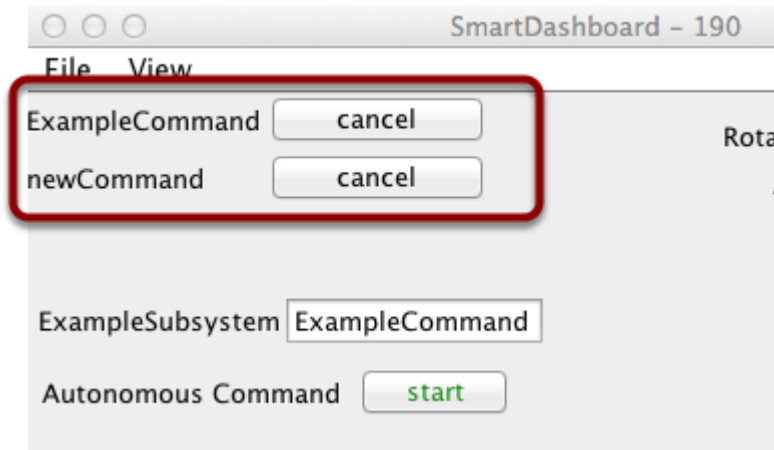 SmartDashboard – 190
File View
ExampleCommand cancel
Rota
newCommand cancel
ExampleSubsystem ExampleCommand
Autonomous Command start